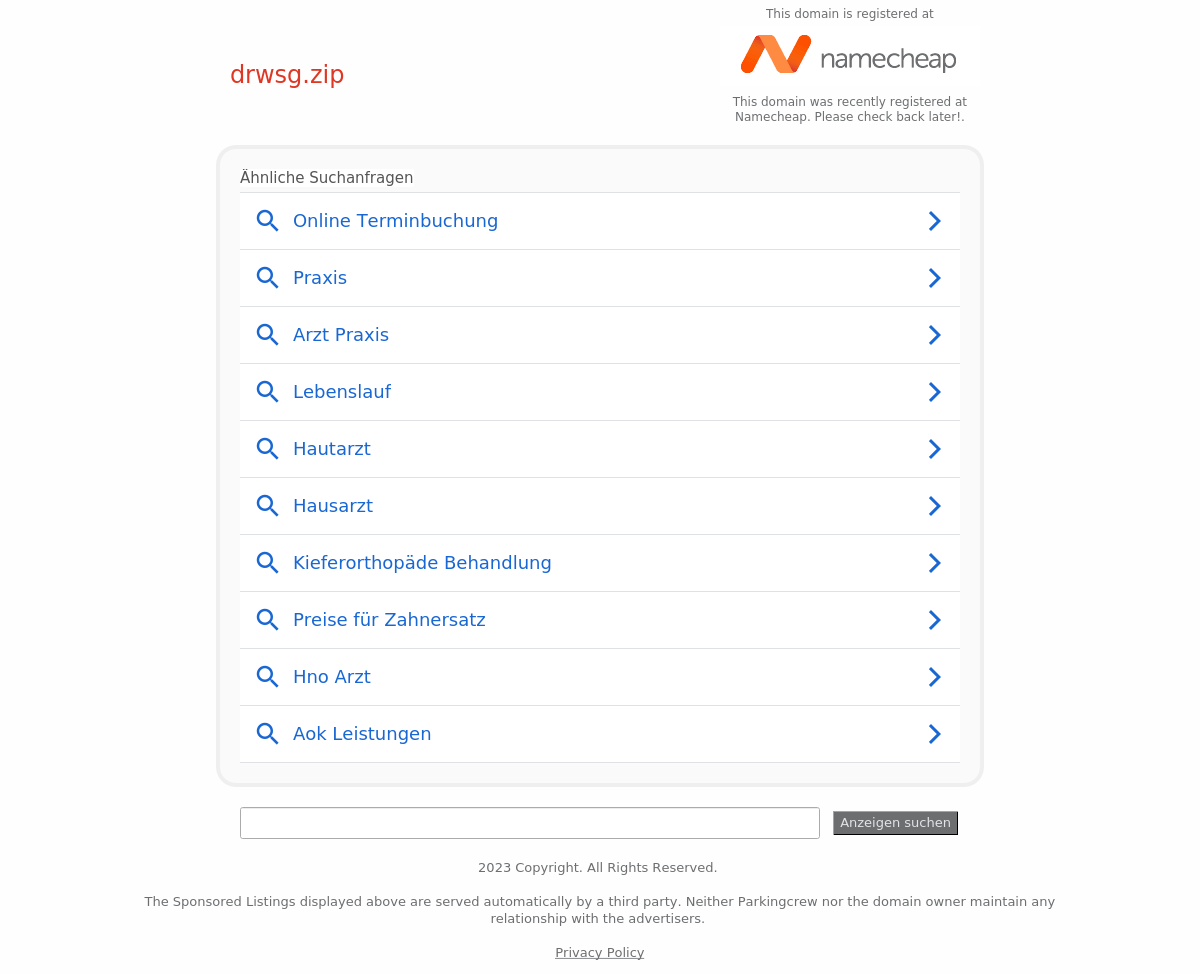 This domain is registered at
namecheap
drwsg.zip
This domain was recently registered at
Namecheap. Please check back later!.
Ähnliche Suchanfragen
Online Terminbuchung
Praxis
Arzt Praxis
Lebenslauf
Hautarzt
Hausarzt
Kieferorthopäde Behandlung
Preise für Zahnersatz
Hno Arzt
Aok Leistungen
Anzeigen suchen
2023 Copyright. All Rights Reserved.
The Sponsored Listings displayed above are served automatically by a third party. Neither Parkingcrew nor the domain owner maintain any
relationship with the advertisers.
Privacy Policy